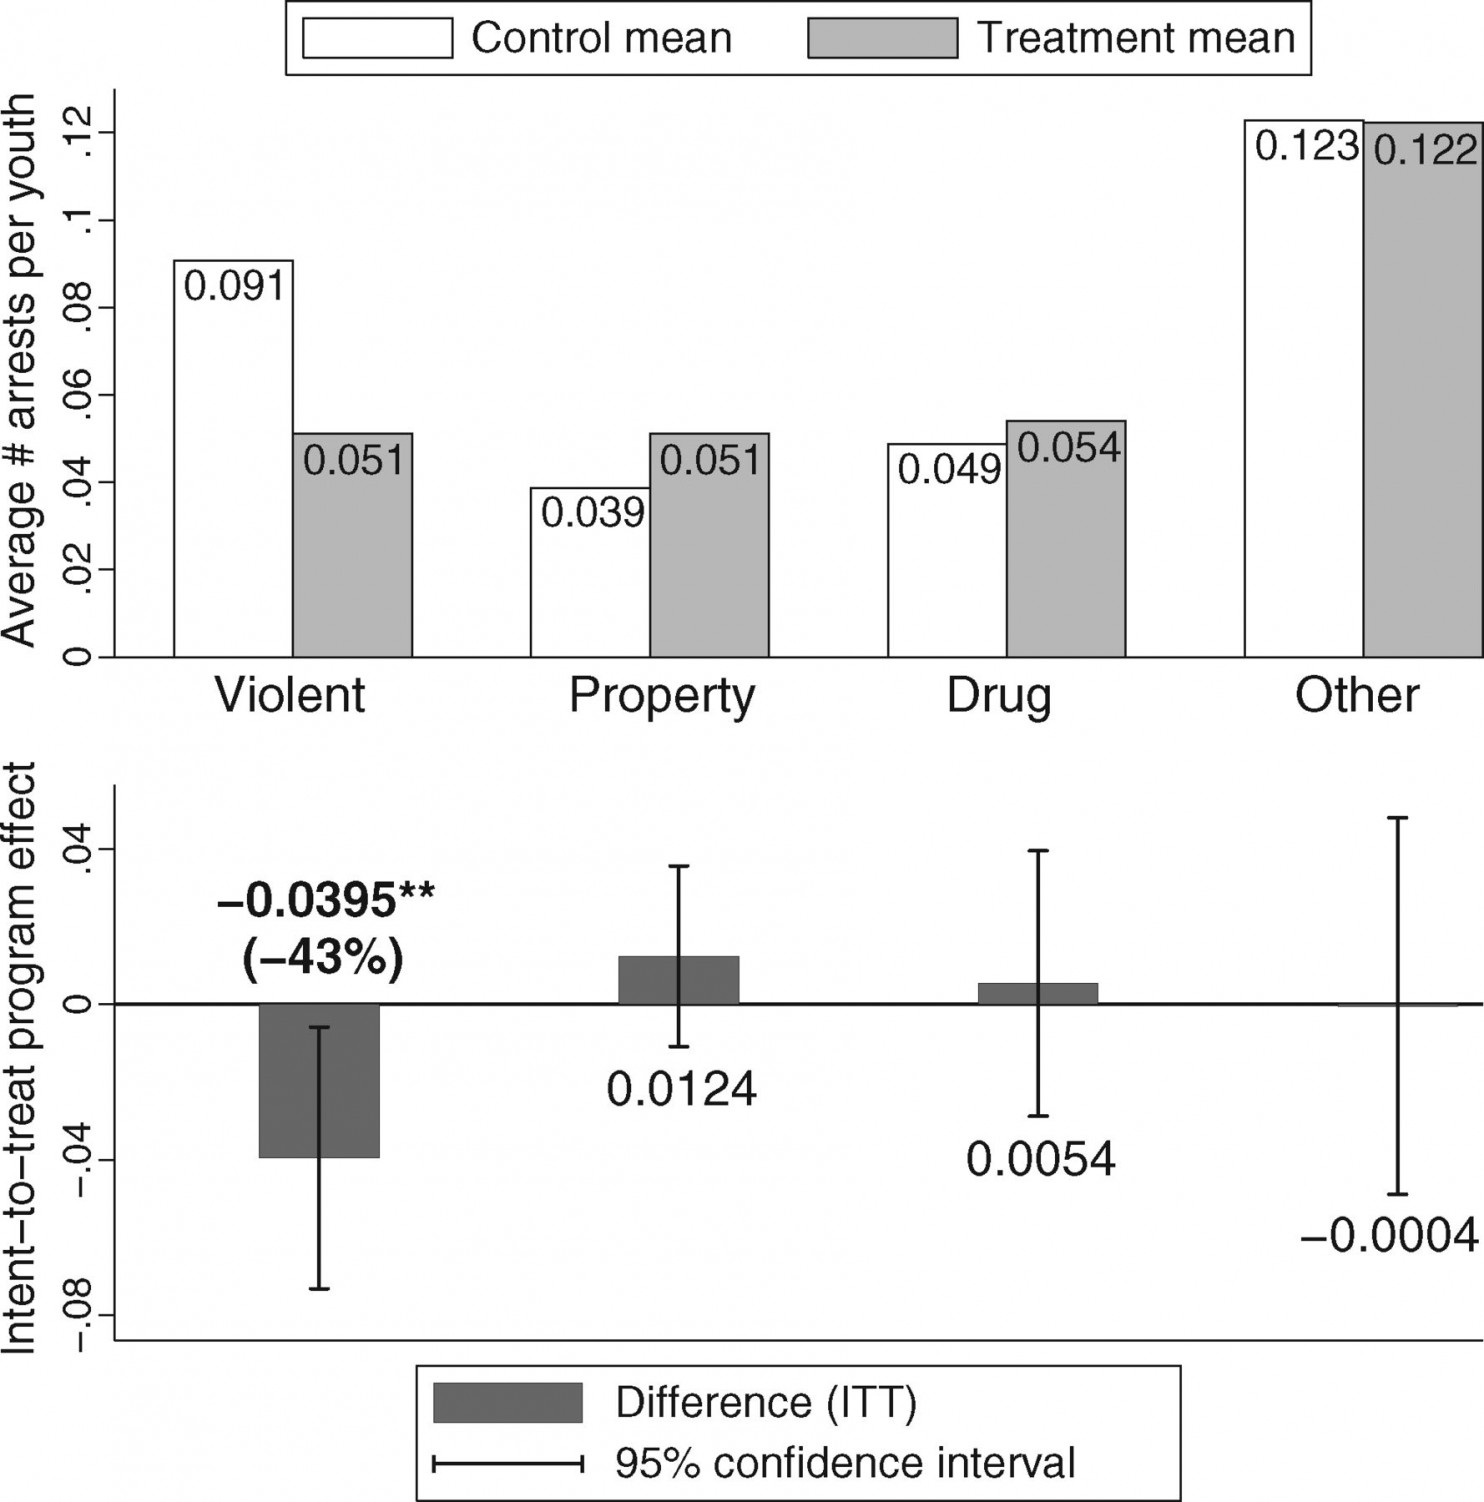 Control mean
Treatment mean
Average # arrests per youth
.12
.1
.08
.06
.04
.02
0
0.091
0.051
0.039
0.051
0.049
0.054
0.123
0.122
Violent
Property
Drug
Other
Intent–to–treat program effect
.04
0
–.04
–.08
–0.0395**
(–43%)
0.0124
0.0054
–0.0004
Difference (ITT)
95% confidence interval